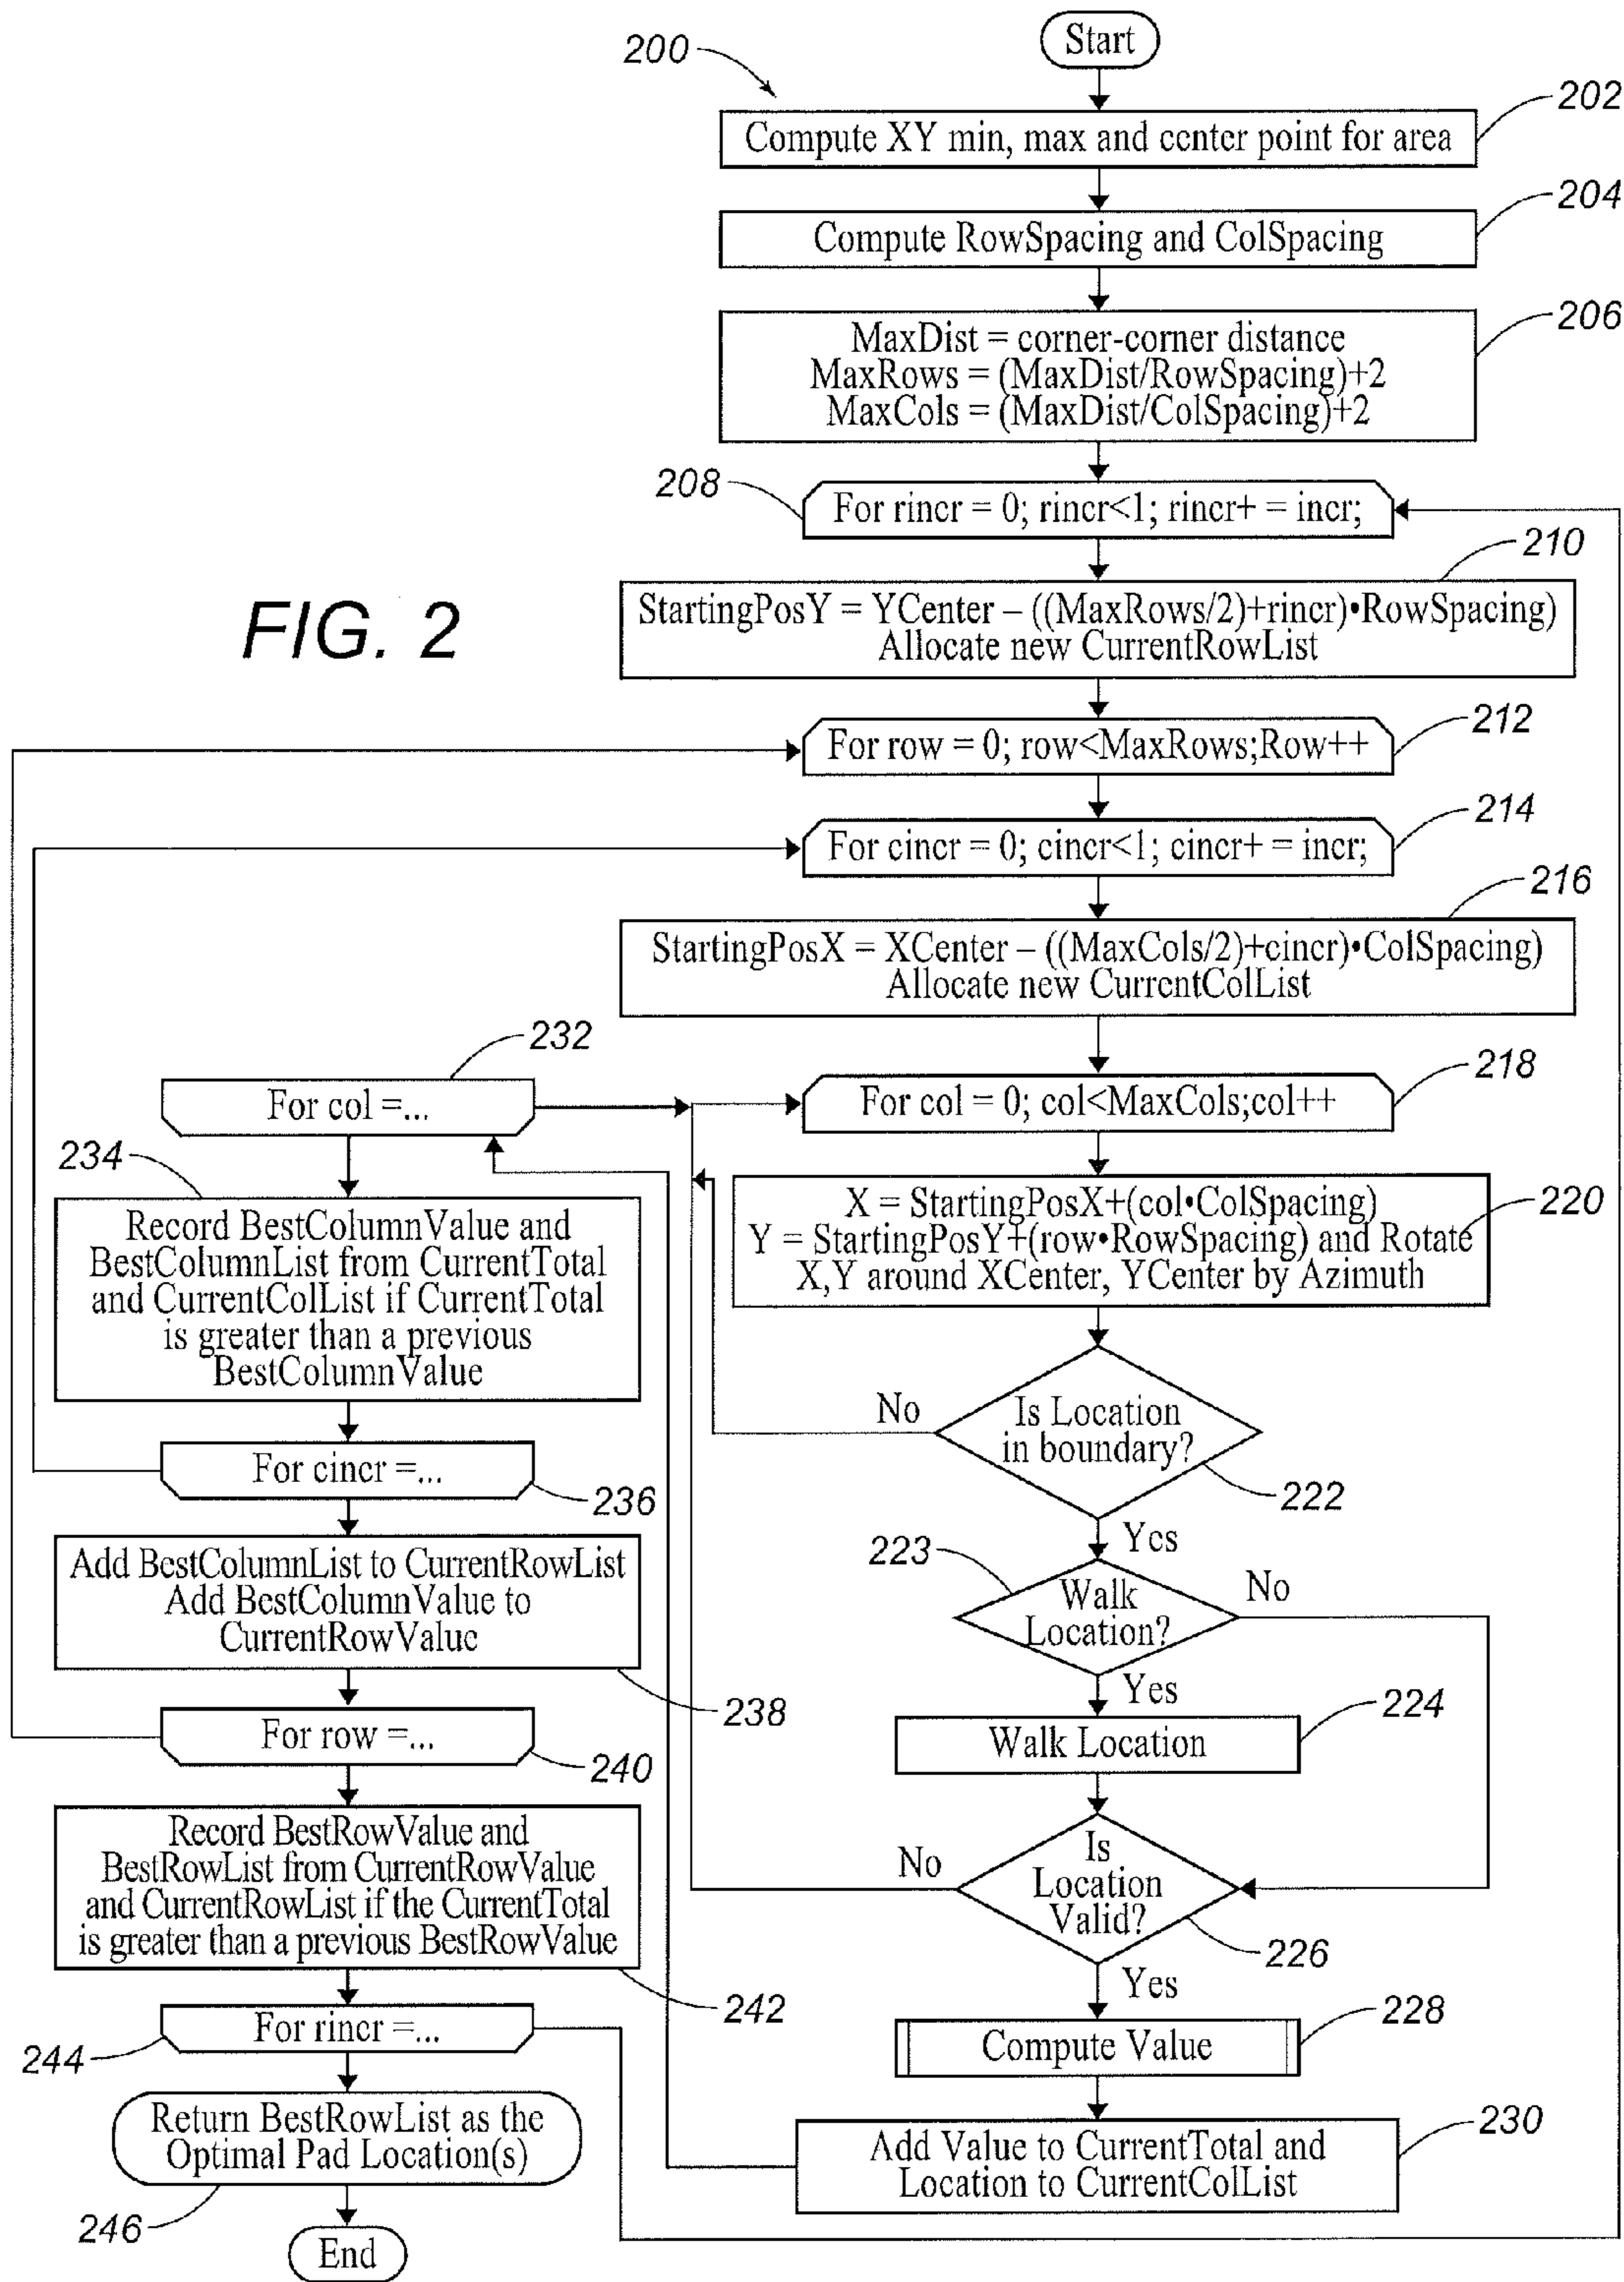 Start
200
202
Compute XY min, max and center point for area
204
Compute RowSpacing and ColSpacing
206
MaxDist = corner-corner distance
MaxRows = (MaxDist/RowSpacing)+2
MaxCols = (MaxDist/ColSpacing)+2
208
For rincr = 0; rincr<1; rincr+ = incr;
210
FIG. 2
StartingPosY = YCenter – ((MaxRows/2)+rincr)•RowSpacing)
Allocate new CurrentRowList
212
For row = 0; row<MaxRows;Row++
214
For cincr = 0; cincr<1; cincr+ = incr;
216
StartingPosX = XCenter – ((MaxCols/2)+cincr)•ColSpacing)
Allocate new CurrentColList
218
For col = 0; col<MaxCols;col++
220
X = StartingPosX+(col•ColSpacing)
Y = StartingPosY+(row•RowSpacing) and Rotate
X,Y around XCenter, YCenter by Azimuth
Is Location
in boundary?
No
222
Yes
223
Walk
Location?
No
Yes
224
Walk Location
Is
Location
Valid?
No
226
Yes
228
Compute Value
230
Add Value to CurrentTotal and
Location to CurrentColList
232
For col =...
234
Record BestColumnValue and
BestColumnList from CurrentTotal
and CurrentColList if CurrentTotal
is greater than a previous
BestColumnValue
For cincr =...
236
Add BestColumnList to CurrentRowList
Add BestColumnValue to
CurrentRowValue
238
For row =...
240
Record BestRowValue and
BestRowList from CurrentRowValue
and CurrentRowList if the CurrentTotal
is greater than a previous BestRowValue
242
For rincr =...
244
Return BestRowList as the
Optimal Pad Location(s)
246
End